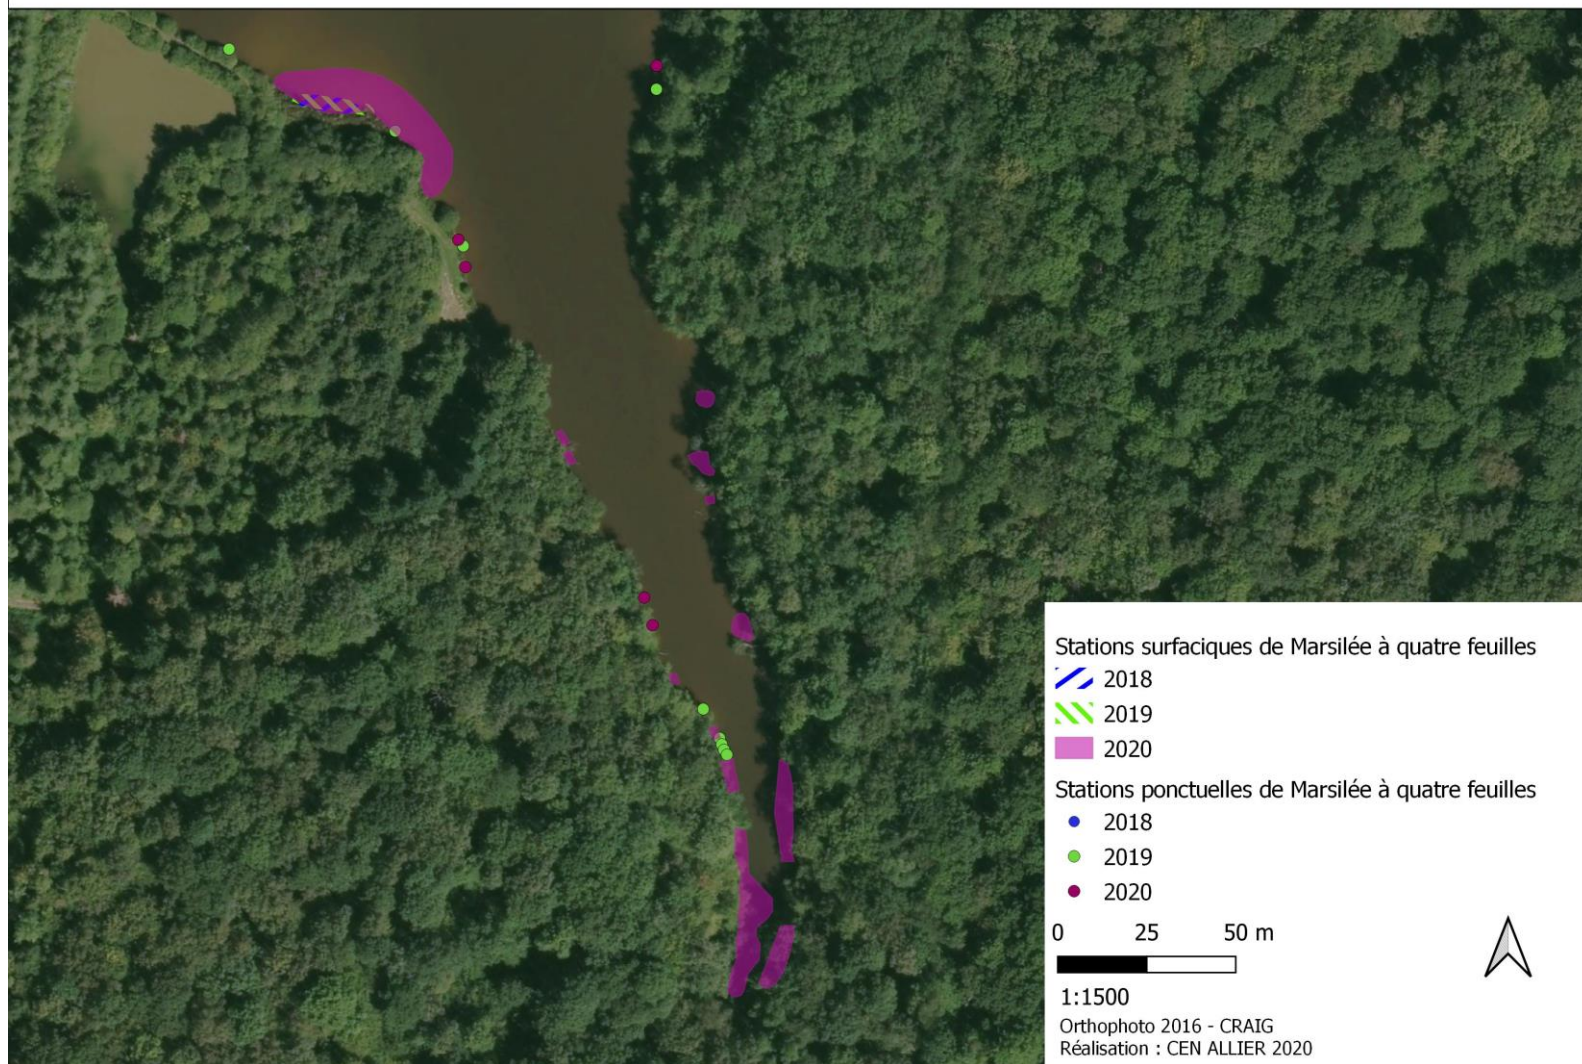 Stations surfaciques de Marsilée à quatre feuilles
2018
2019
2020
Stations ponctuelles de Marsilée à quatre feuilles
2018
2019
2020
0 25 50 m
1:1500
Orthophoto 2016 - CRAIG
Réalisation : CEN ALLIER 2020